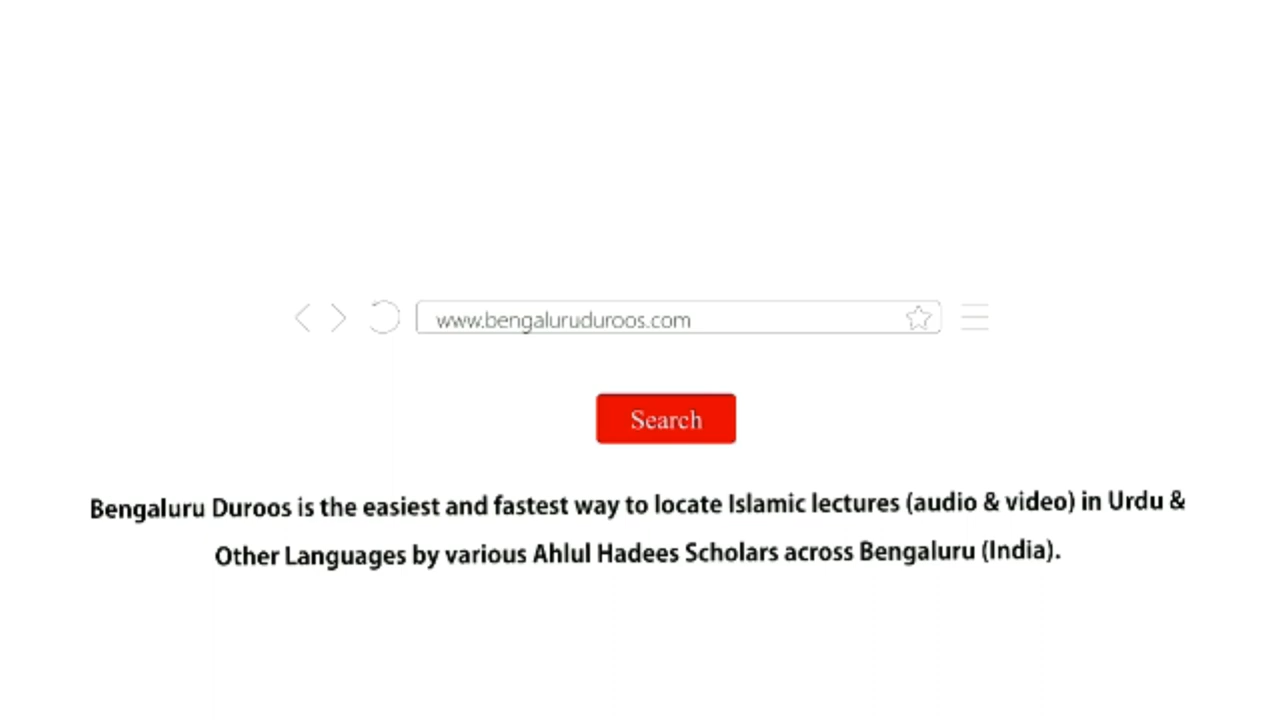 www.bengaluruduroos.com
Search
Bengaluru Duroos is the easiest and fastest way to locate Islamic lectures (audio & video) in Urdu &
Other Languages by various Ahlul Hadees Scholars across Bengaluru (India).